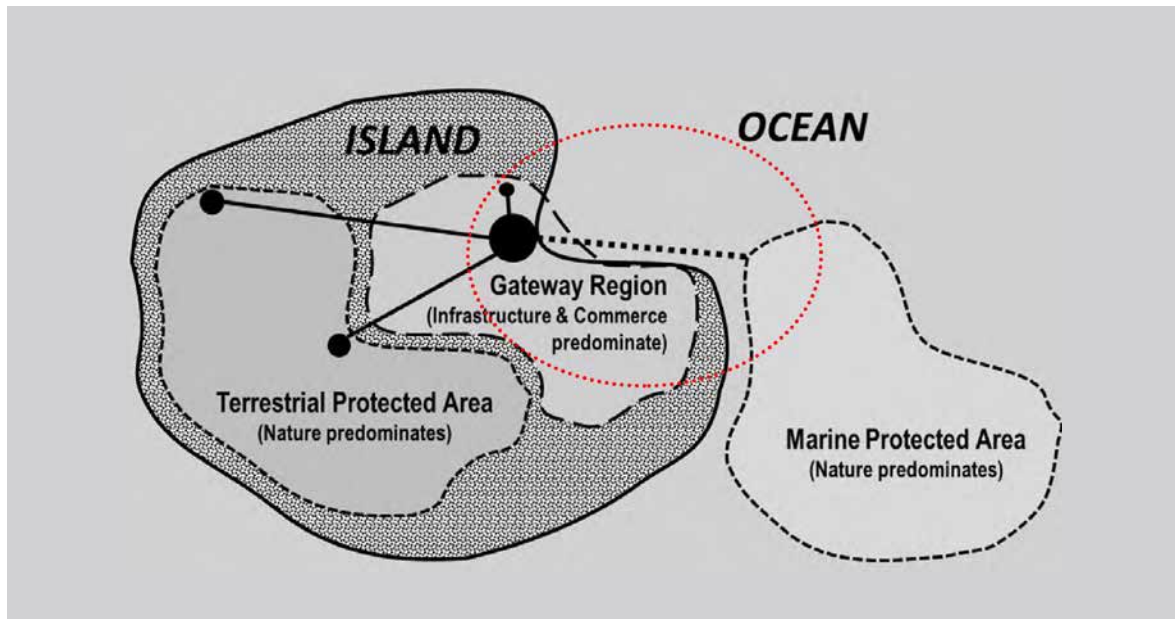 ISLAND
OCEAN
Gateway Region
(Infrastructure & Commerce
predominate)
Terrestrial Protected Area
(Nature predominates)
Marine Protected Area
(Nature predominates)